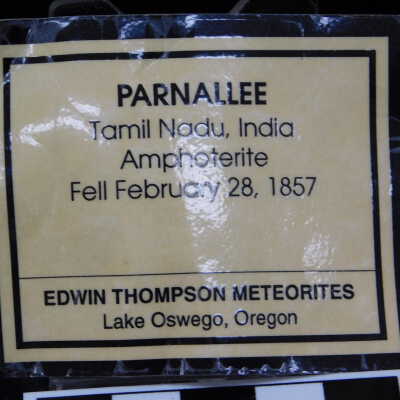 PARNALLEE
Tamil Nadu, India
Amphoterite
Fell February 28, 1857
EDWIN THOMPSON METEORITES
Lake Oswego, Oregon